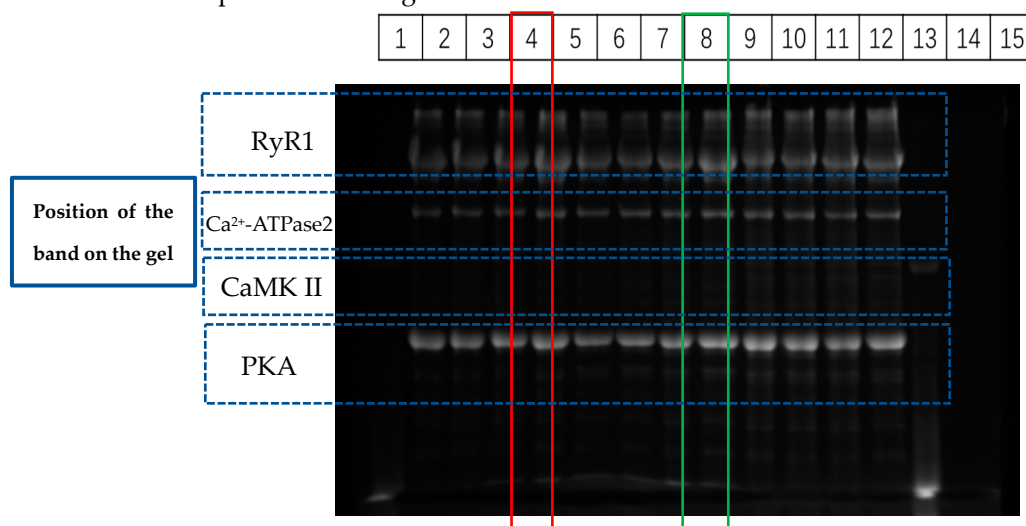 1 2 3 4 5 6 7 8 9 10 11 12 13 14 15
RyR1
Position of the
band on the gel
Ca²⁺-ATPase2
CaMK II
PKA